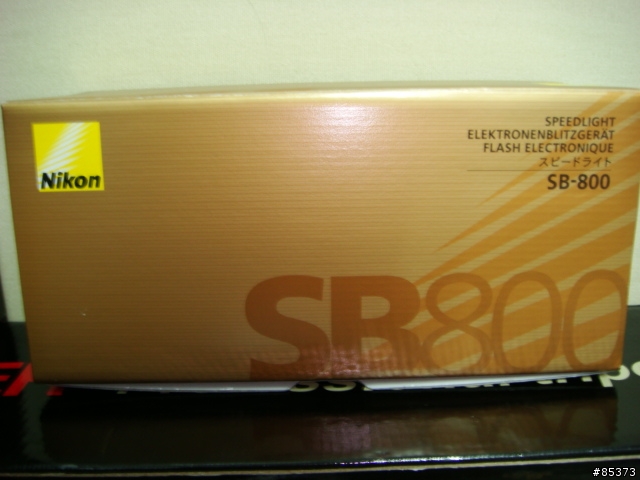 Nikon
SPEEDLIGHT
ELEKTRONENBLITZGERÄT
FLASH ELECTRONIQUE
スピードライト
SB-800
SB800
#85373